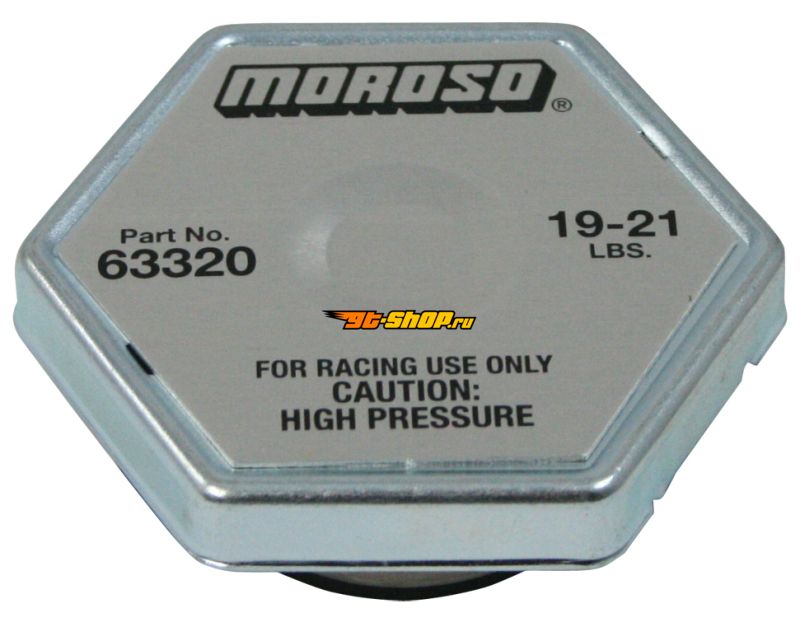 MOROSO®
Part No.
63320
19-21
LBS.
gt-shop.ru
FOR RACING USE ONLY
CAUTION:
HIGH PRESSURE